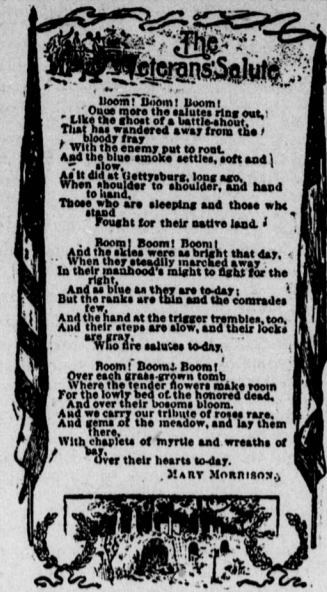 The
Veterans Salute
Boom! Boom! Boom!
Once more the salutes ring out,
Like the ghost of a battle-shout,
That has wandered away from the
bloody fray
With the enemy put to rout.
And the blue smoke settles, soft and
slow,
As it did at Gettysburg, long ago,
When shoulder to shoulder, and hand
to hand,
Those who are sleeping and those whc
stand
Fought for their native land.
Boom! Boom! Boom!
And the skies were as bright that day,
When they steadily marched away
In their manhood's might to fight for the
right,
And as blue as they are to-day;
But the ranks are thin and the comrades
few,
And the hand at the trigger trembles, too,
And their steps are slow, and their locks
are gray,
Who fire salutes to-day,
Boom! Boom! Boom!
Over each grass-grown tomb
Where the tender flowers make room
For the lowly bed of the honored dead,
And over their bosoms bloom.
And we carry our tribute of roses rare,
And gems of the meadow, and lay them
there,
With chaplets of myrtle and wreaths of
bay,
Over their hearts to-day.
MARY MORRISON.